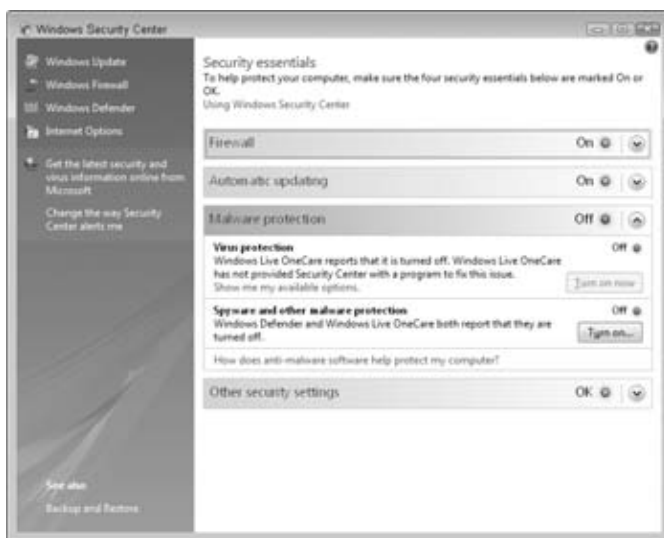 Windows Security Center
Windows Update
Windows Firewall
Windows Defender
Internet Options
Get the latest security and
virus information online from
Microsoft
Change the way Security
Center alerts me
See also
Backup and Restore
Security essentials
To help protect your computer, make sure the four security essentials below are marked On or
OK.
Using Windows Security Center
Firewall On
Automatic updating On
Malware protection Off
Virus protection Off
Windows Live OneCare reports that it is turned off. Windows Live OneCare
has not provided Security Center with a program to fix this issue.
Show me my available options. Turn on now
Spyware and other malware protection Off
Windows Defender and Windows Live OneCare both report that they are
turned off. Turn on...
How does anti-malware software help protect my computer?
Other security settings OK